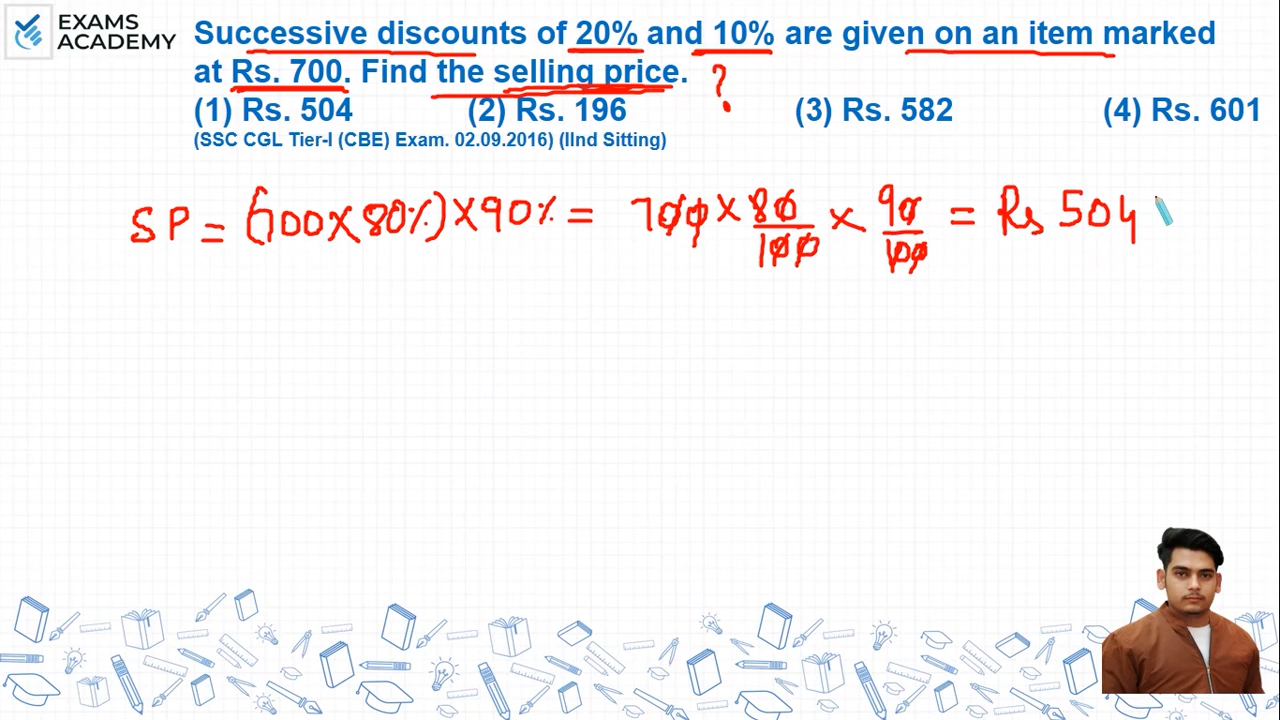 EXAMS
ACADEMY
Successive discounts of 20% and 10% are given on an item marked
at Rs. 700. Find the selling price. ?
(1) Rs. 504 (2) Rs. 196 (3) Rs. 582 (4) Rs. 601
(SSC CGL Tier-I (CBE) Exam. 02.09.2016) (IInd Sitting)
SP = (700×80%)×90% = 700 × 80/100 × 90/100 = Rs 504